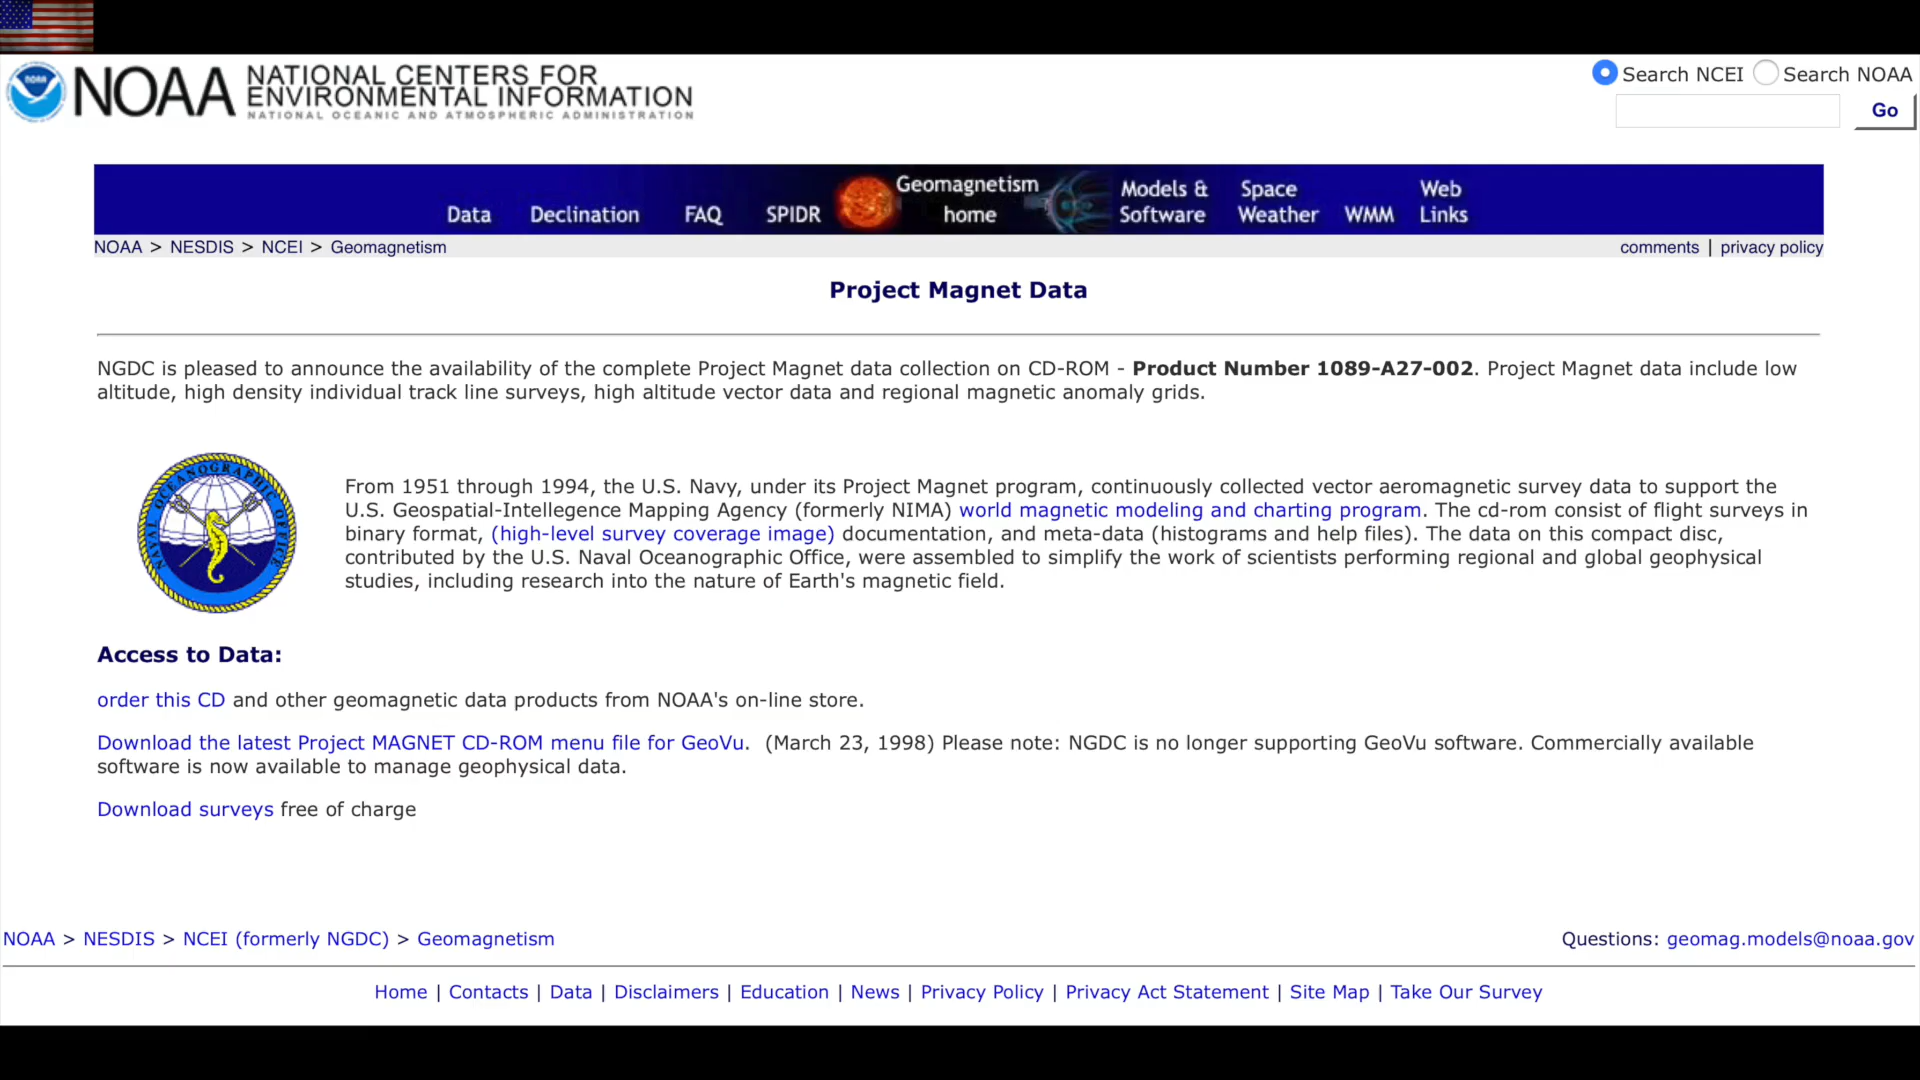 NOAA NATIONAL CENTERS FOR
ENVIRONMENTAL INFORMATION
NATIONAL OCEANIC AND ATMOSPHERIC ADMINISTRATION
Search NCEI Search NOAA
Go
Data Declination FAQ SPIDR Geomagnetism home Models & Software Space Weather WMM Web Links
NOAA > NESDIS > NCEI > Geomagnetism comments | privacy policy
Project Magnet Data
NGDC is pleased to announce the availability of the complete Project Magnet data collection on CD-ROM - Product Number 1089-A27-002. Project Magnet data include low
altitude, high density individual track line surveys, high altitude vector data and regional magnetic anomaly grids.
NAVAL OCEANOGRAPHIC OFFICE
From 1951 through 1994, the U.S. Navy, under its Project Magnet program, continuously collected vector aeromagnetic survey data to support the
U.S. Geospatial-Intellegence Mapping Agency (formerly NIMA) world magnetic modeling and charting program. The cd-rom consist of flight surveys in
binary format, (high-level survey coverage image) documentation, and meta-data (histograms and help files). The data on this compact disc,
contributed by the U.S. Naval Oceanographic Office, were assembled to simplify the work of scientists performing regional and global geophysical
studies, including research into the nature of Earth's magnetic field.
Access to Data:
order this CD and other geomagnetic data products from NOAA's on-line store.
Download the latest Project MAGNET CD-ROM menu file for GeoVu. (March 23, 1998) Please note: NGDC is no longer supporting GeoVu software. Commercially available
software is now available to manage geophysical data.
Download surveys free of charge
NOAA > NESDIS > NCEI (formerly NGDC) > Geomagnetism Questions: geomag.models@noaa.gov
Home | Contacts | Data | Disclaimers | Education | News | Privacy Policy | Privacy Act Statement | Site Map | Take Our Survey